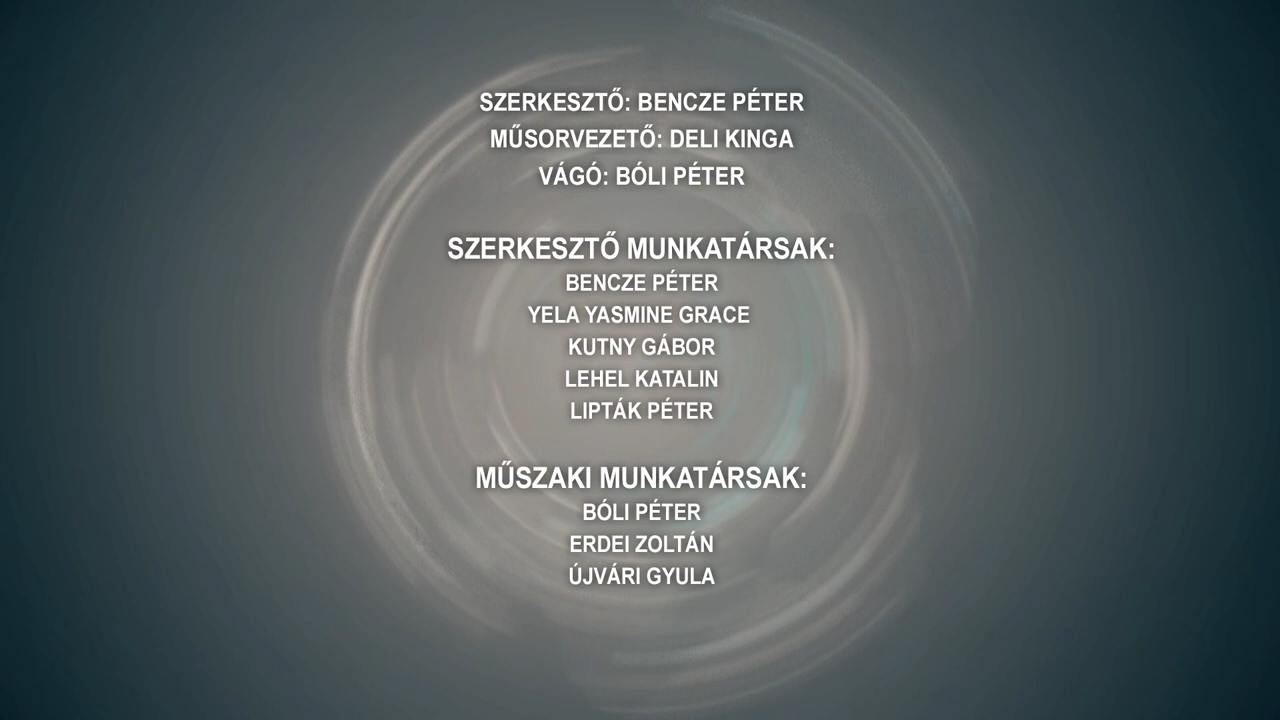 SZERKESZTŐ: BENCZE PÉTER
MŰSORVEZETŐ: DELI KINGA
VÁGÓ: BÓLI PÉTER
SZERKESZTŐ MUNKATÁRSAK:
BENCZE PÉTER
YELA YASMINE GRACE
KUTNY GÁBOR
LEHEL KATALIN
LIPTÁK PÉTER
MŰSZAKI MUNKATÁRSAK:
BÓLI PÉTER
ERDEI ZOLTÁN
ÚJVÁRI GYULA